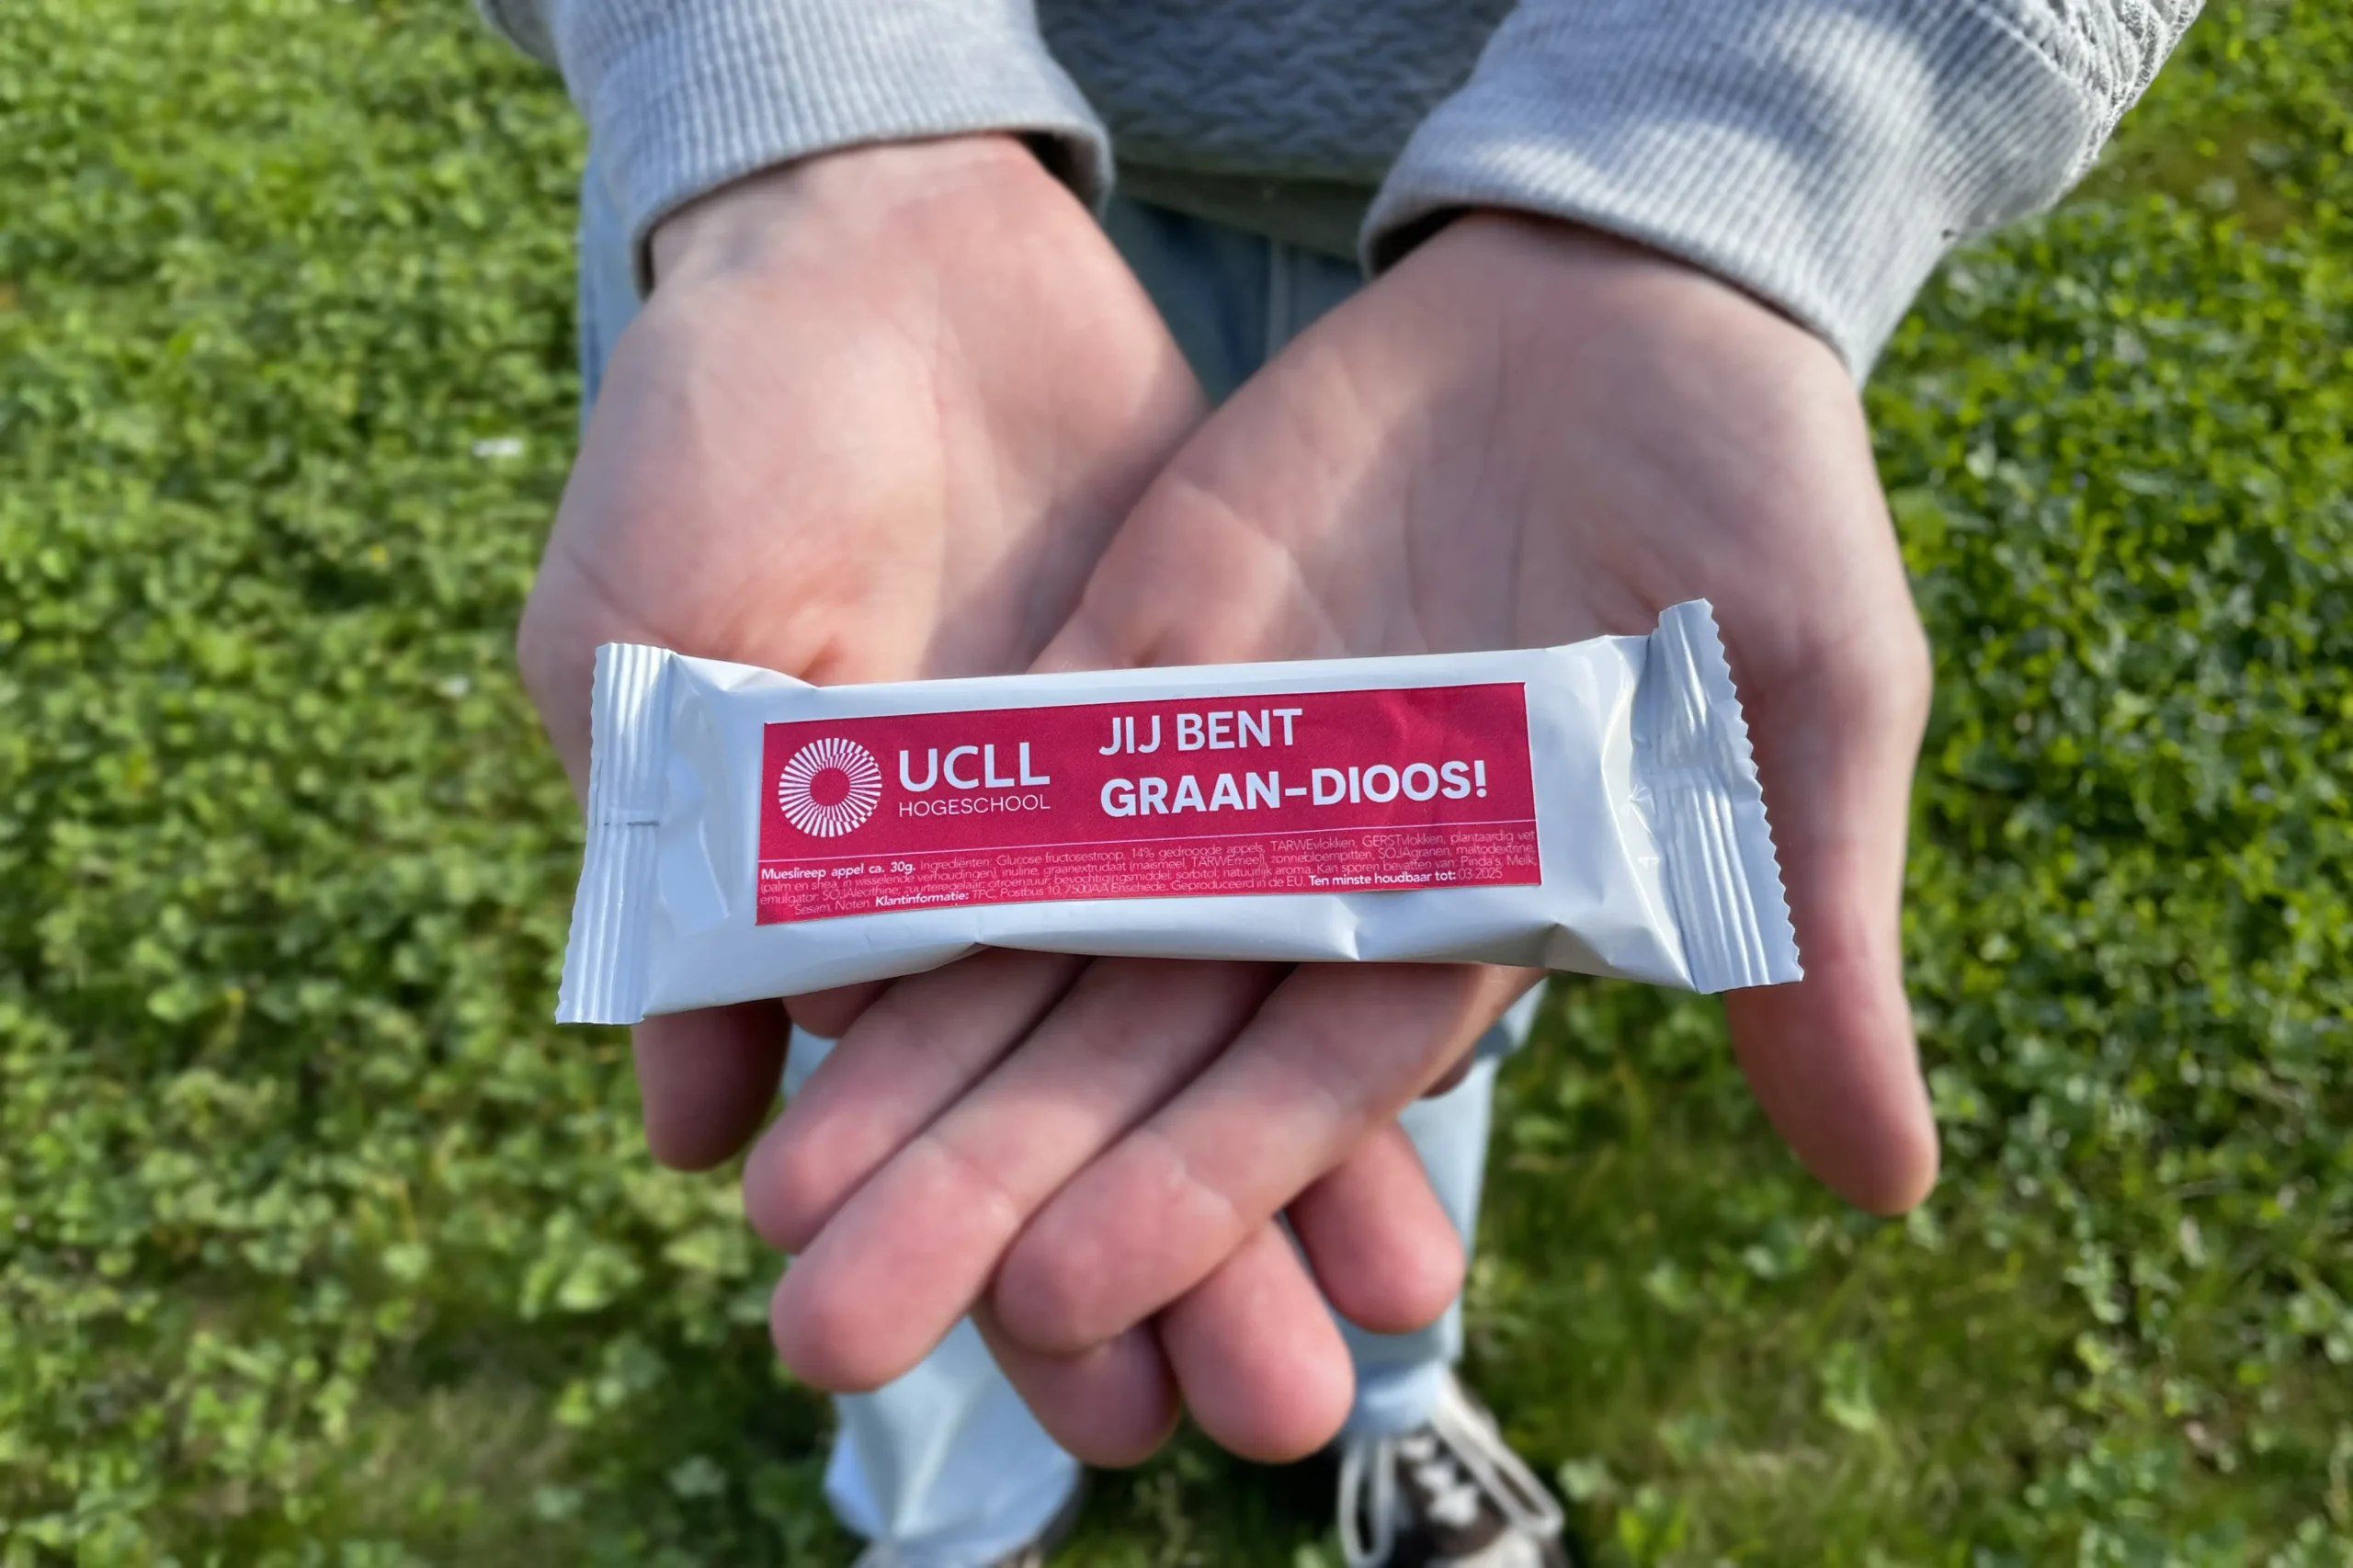 UCLL
HOGESCHOOL
JIJ BENT
GRAAN-DIOOS!
Mueslireep appel ca. 30g. Ingrediënten: Glucose-fructosestroop, 14% gedroogde appels, TARWEvlokken, GERSTvlokken, plantaardig vet
(palm en shea, in wisselende verhoudingen), inuline, graanextrudaat (maïsmeel, TARWEmeel), zonnebloempitten, SOJAgranen, maltodextrine,
emulgator: SOJAlecithine, zuurteregelaar: citroenzuur, bevochtigingsmiddel: sorbitol, natuurlijk aroma. Kan sporen bevatten van: Pinda's, Melk,
Sesam, Noten. Klantinformatie: TPC, Postbus 10, 7500AA Enschede. Geproduceerd in de EU. Ten minste houdbaar tot: 03-2025